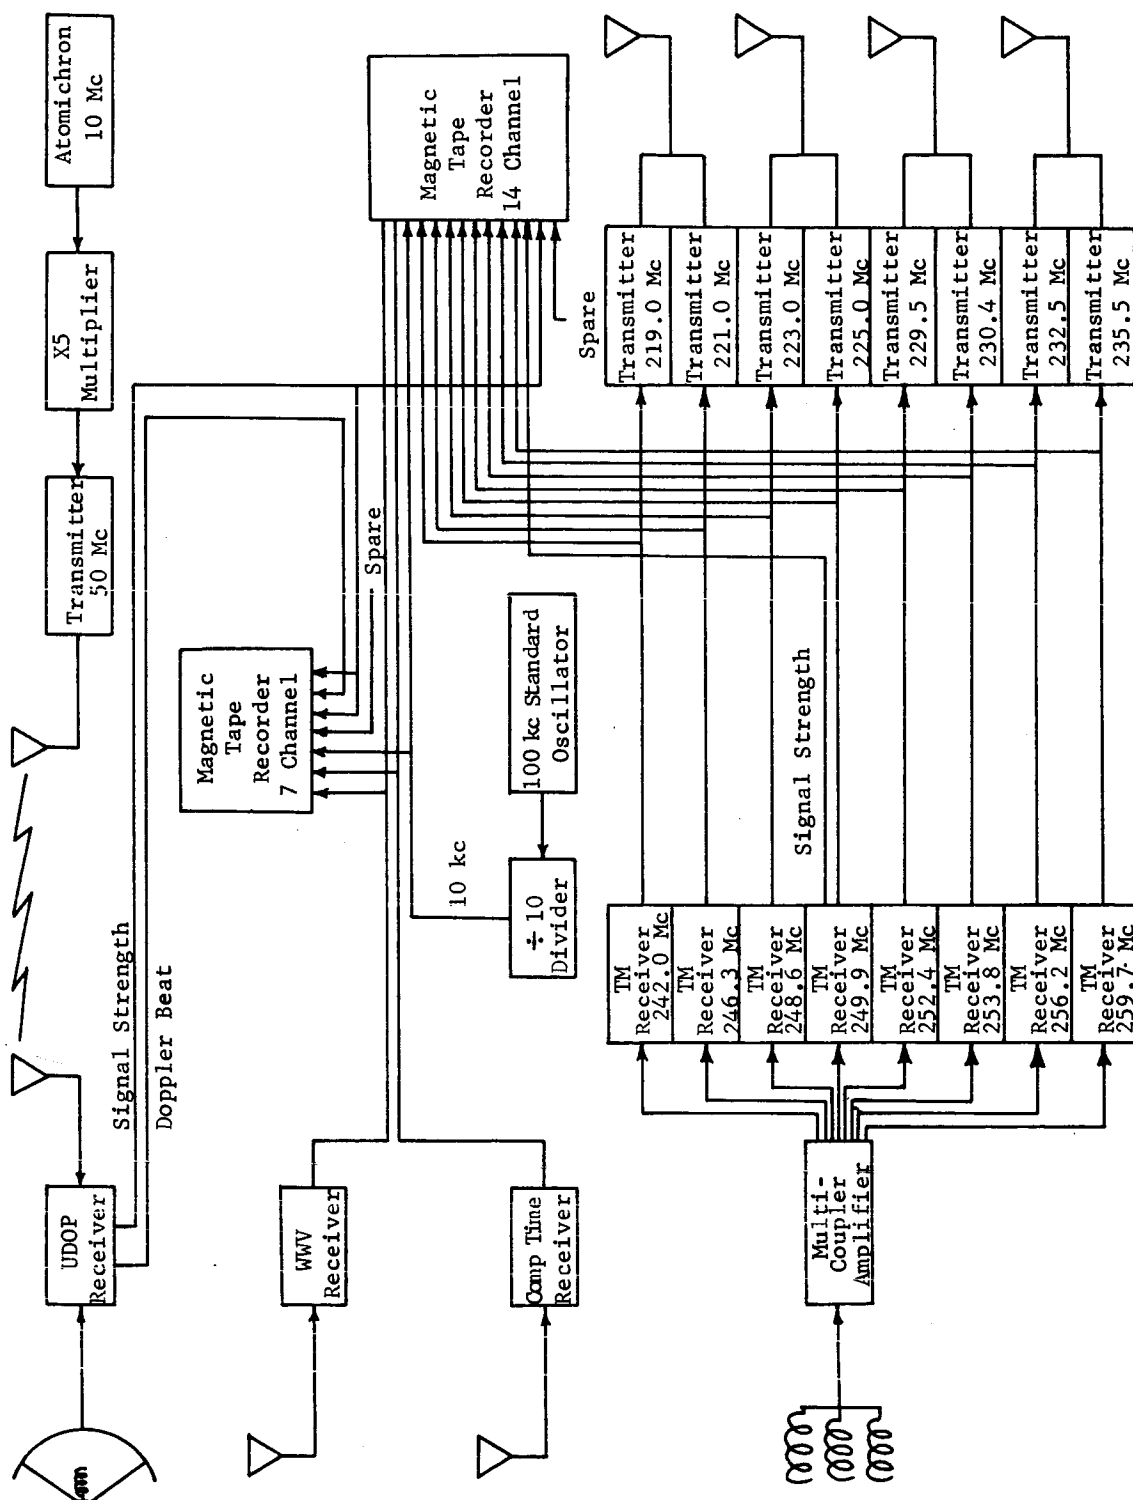 UDOP
Receiver
Signal Strength
Doppler Beat
Transmitter
50 Mc
X5
Multiplier
Atomichron
10 Mc
WWV
Receiver
Magnetic
Tape
Recorder
7 Channel
Spare
Magnetic
Tape
Recorder
14 Channel
Comp Time
Receiver
10 kc
÷ 10
Divider
100 kc Standard
Oscillator
Spare
Multi-
Coupler
Amplifier
Signal Strength
TM
Receiver
242.0 Mc
TM
Receiver
246.3 Mc
TM
Receiver
248.6 Mc
TM
Receiver
249.9 Mc
TM
Receiver
252.4 Mc
TM
Receiver
253.8 Mc
TM
Receiver
256.2 Mc
TM
Receiver
259.7 Mc
Transmitter
219.0 Mc
Transmitter
221.0 Mc
Transmitter
223.0 Mc
Transmitter
225.0 Mc
Transmitter
229.5 Mc
Transmitter
230.4 Mc
Transmitter
232.5 Mc
Transmitter
235.5 Mc